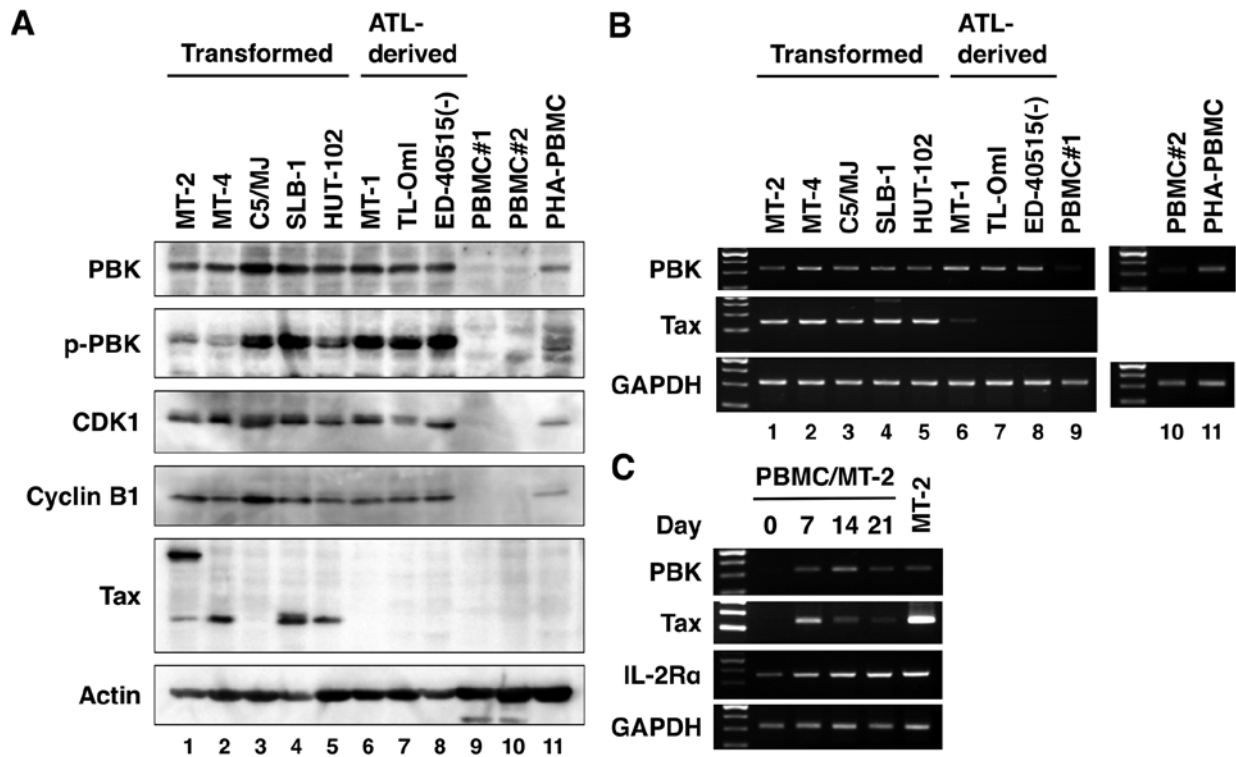 A
Transformed
ATL-
derived
MT-2
MT-4
C5/MJ
SLB-1
HUT-102
MT-1
TL-OmI
ED-40515(-)
PBMC#1
PBMC#2
PHA-PBMC
PBK
p-PBK
CDK1
Cyclin B1
Tax
Actin
1 2 3 4 5 6 7 8 9 10 11
B
Transformed
ATL-
derived
MT-2
MT-4
C5/MJ
SLB-1
HUT-102
MT-1
TL-OmI
ED-40515(-)
PBMC#1
PBMC#2
PHA-PBMC
PBK
Tax
GAPDH
1 2 3 4 5 6 7 8 9 10 11
C
PBMC/MT-2
MT-2
Day 0 7 14 21
PBK
Tax
IL-2Rα
GAPDH